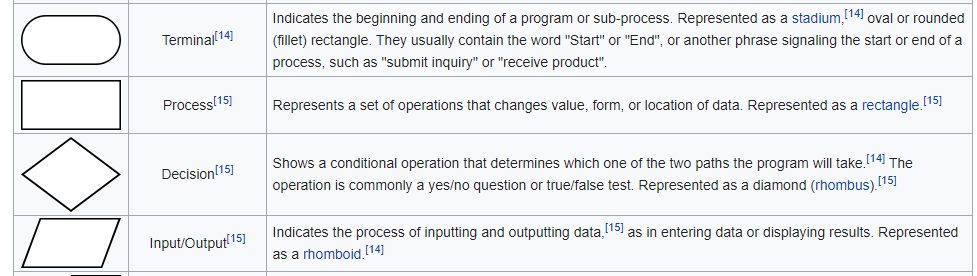 Terminal[14]
Indicates the beginning and ending of a program or sub-process. Represented as a stadium,[14] oval or rounded
(fillet) rectangle. They usually contain the word "Start" or "End", or another phrase signaling the start or end of a
process, such as "submit inquiry" or "receive product".
Process[15]
Represents a set of operations that changes value, form, or location of data. Represented as a rectangle.[15]
Decision[15]
Shows a conditional operation that determines which one of the two paths the program will take.[14] The
operation is commonly a yes/no question or true/false test. Represented as a diamond (rhombus).[15]
Input/Output[15]
Indicates the process of inputting and outputting data,[15] as in entering data or displaying results. Represented
as a rhomboid.[14]